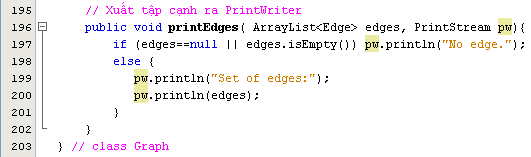 195 // Xuất tập cạnh ra PrintWriter
196 public void printEdges( ArrayList<Edge> edges, PrintStream pw){
197 if (edges==null || edges.isEmpty()) pw.println("No edge.");
198 else {
199 pw.println("Set of edges:");
200 pw.println(edges);
201 }
202 }
203 } // class Graph